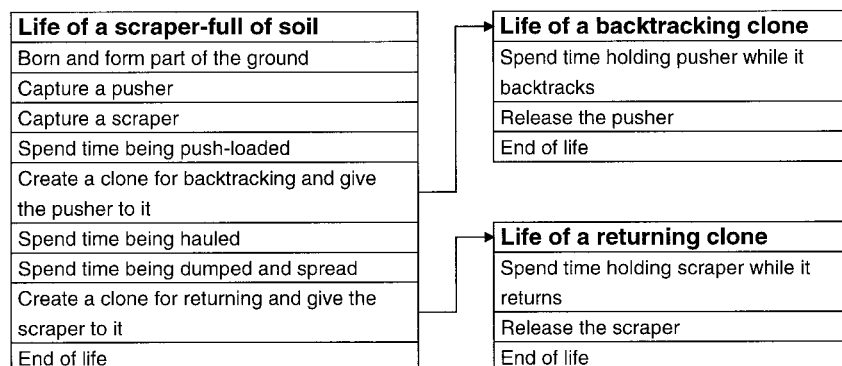 Life of a scraper-full of soil
Born and form part of the ground
Capture a pusher
Capture a scraper
Spend time being push-loaded
Create a clone for backtracking and give
the pusher to it
Spend time being hauled
Spend time being dumped and spread
Create a clone for returning and give the
scraper to it
End of life
Life of a backtracking clone
Spend time holding pusher while it
backtracks
Release the pusher
End of life
Life of a returning clone
Spend time holding scraper while it
returns
Release the scraper
End of life